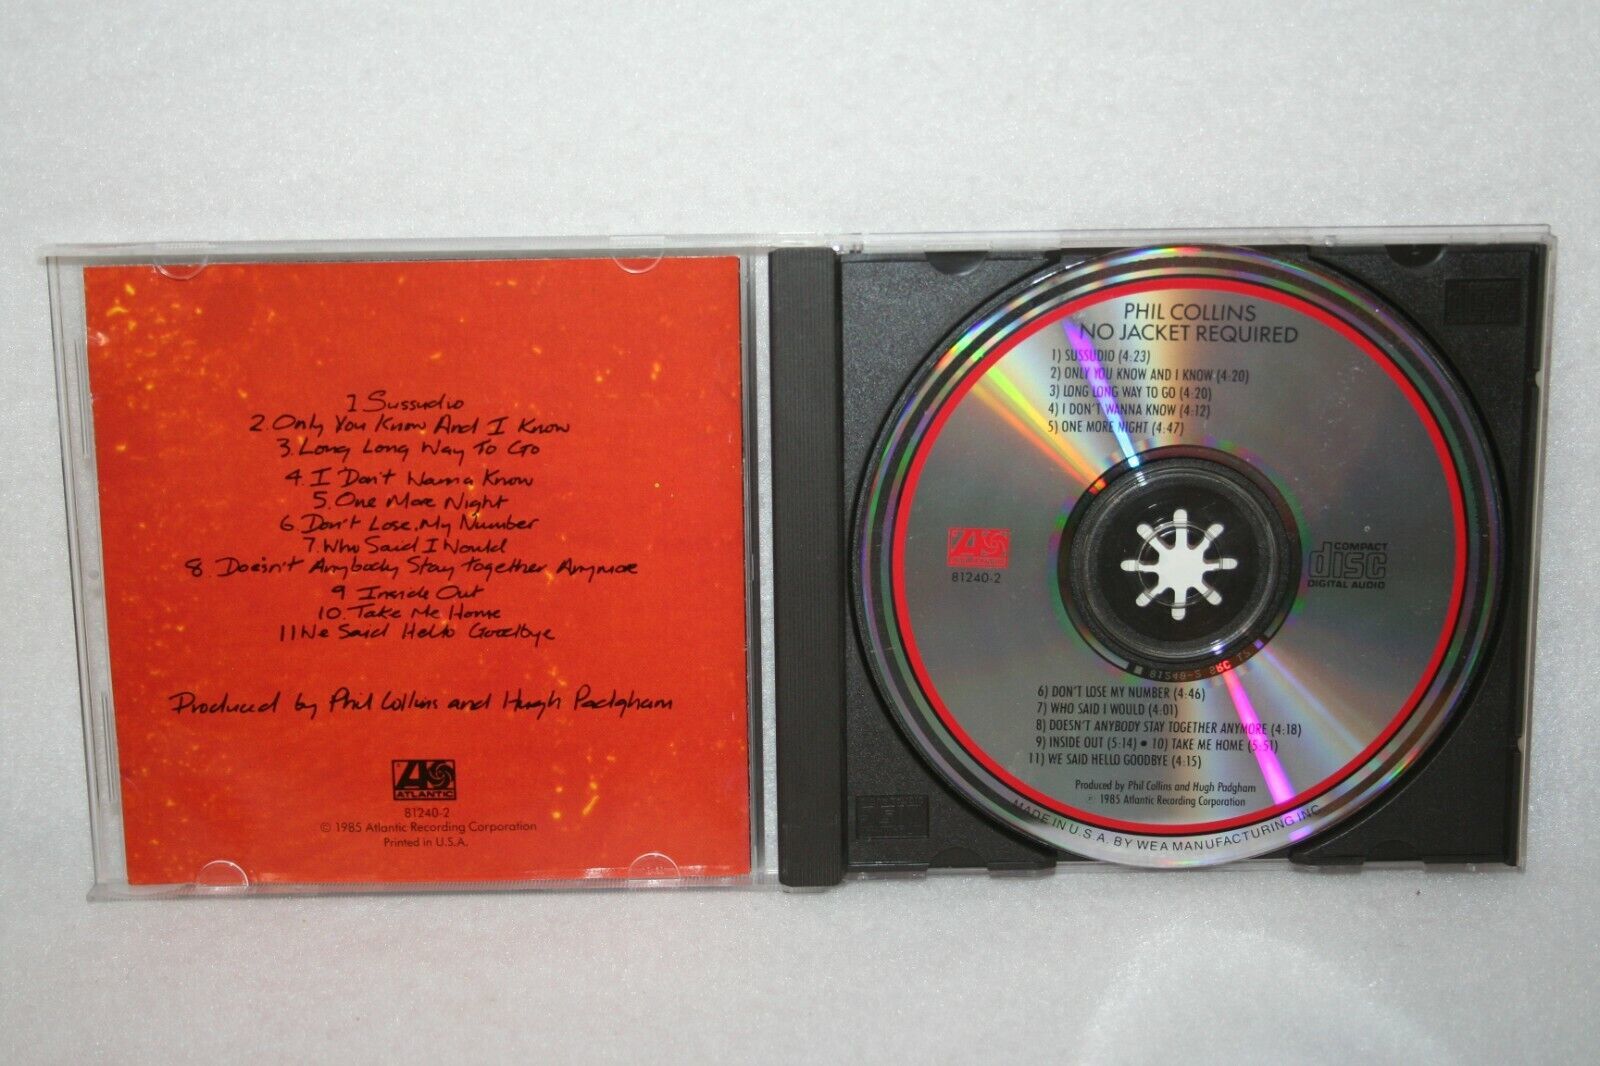 1 Sussudio
2. Only You Know And I Know
3. Long Long Way To Go
4. I Don't Wanna Know
5. One More Night
6. Don't Lose My Number
7. Who Said I Would
8. Doesn't Anybody Stay Together Anymore
9 Inside Out
10. Take Me Home
11 We Said Hello Goodbye
Produced by Phil Collins and Hugh Padgham
ATLANTIC
81240-2
© 1985 Atlantic Recording Corporation
Printed in U.S.A.
PHIL COLLINS
NO JACKET REQUIRED
1) SUSSUDIO (4:23)
2) ONLY YOU KNOW AND I KNOW (4:20)
3) LONG LONG WAY TO GO (4:20)
4) I DON'T WANNA KNOW (4:12)
5) ONE MORE NIGHT (4:47)
81240-2
COMPACT
disc
DIGITAL AUDIO
6) DON'T LOSE MY NUMBER (4:46)
7) WHO SAID I WOULD (4:01)
8) DOESN'T ANYBODY STAY TOGETHER ANYMORE (4:18)
9) INSIDE OUT (5:14) • 10) TAKE ME HOME (5:51)
11) WE SAID HELLO GOODBYE (4:15)
Produced by Phil Collins and Hugh Padgham
℗ 1985 Atlantic Recording Corporation
MADE IN U.S.A. BY WEA MANUFACTURING INC.